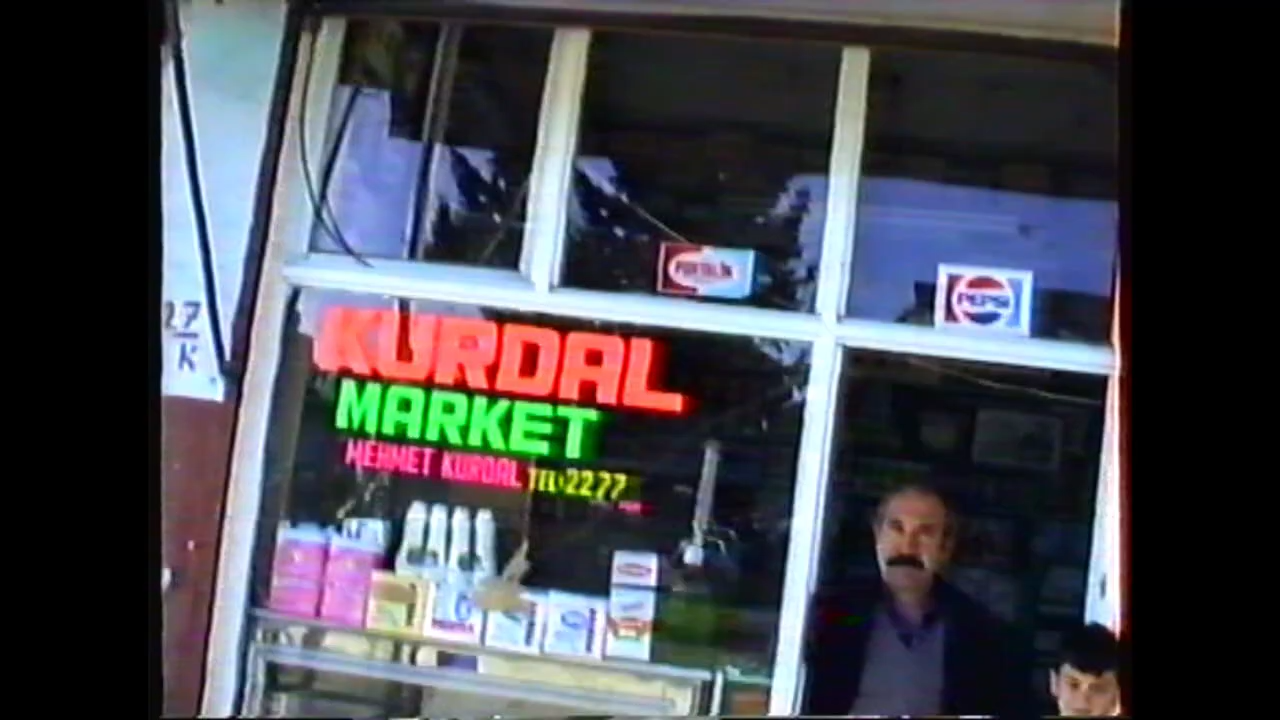 PEPSI
27
K
KURDAL
MARKET
MEHMET KURDAL TEL:2277